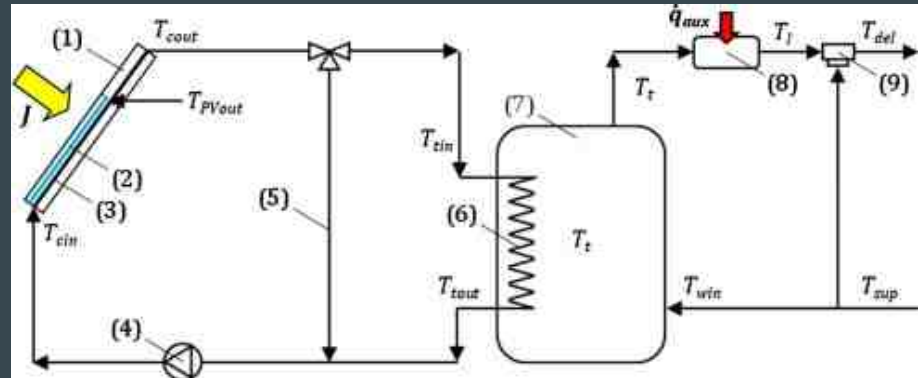 (1)
T_cout
q̇_aux
T_l
T_del
(8)
(9)
J
T_PVout
T_t
(7)
(2)
T_tin
(3)
(5)
(6)
T_cin
T_t
T_tout
T_win
T_sup
(4)